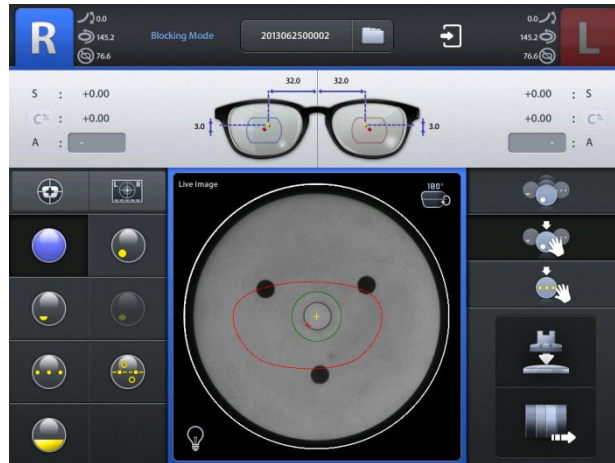 R
0.0
145.2
76.6
Blocking Mode
2013062500002
0.0
145.2
76.6
L
S : +0.00
C% : +0.00
A : -
32.0 32.0
3.0 3.0
+0.00 : S
+0.00 : C%
- : A
L R
Live Image
180°